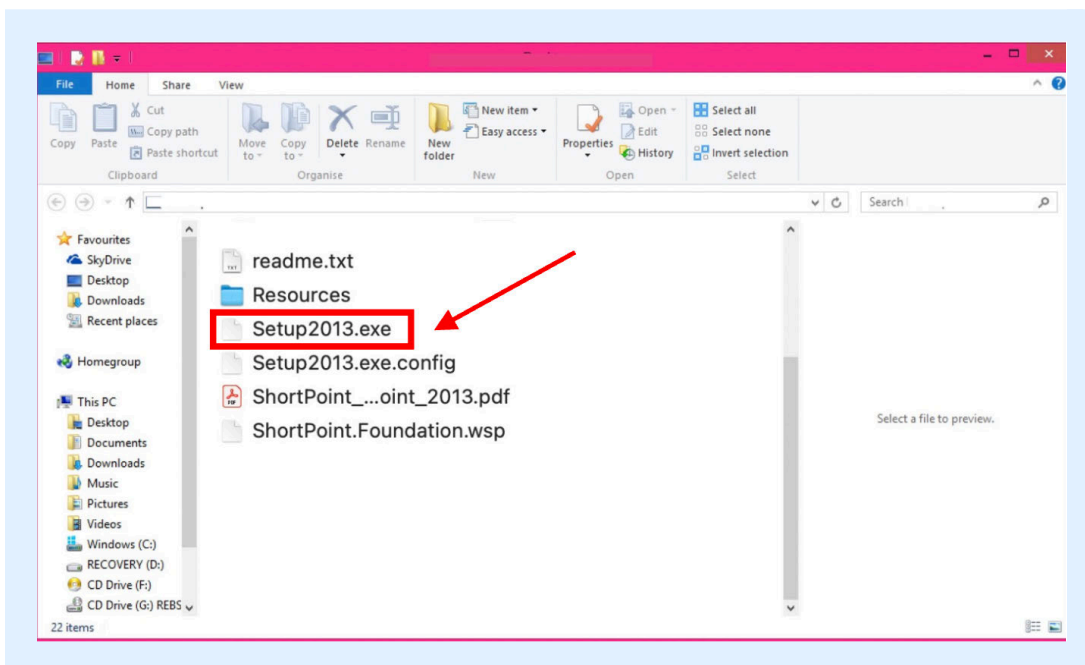 File Home Share View
Copy
Paste
Cut
Copy path
Paste shortcut
Clipboard
Move to
Copy to
Delete
Rename
Organise
New folder
New item
Easy access
New
Properties
Open
Edit
History
Open
Select all
Select none
Invert selection
Select
Search
Favourites
SkyDrive
Desktop
Downloads
Recent places
Homegroup
This PC
Desktop
Documents
Downloads
Music
Pictures
Videos
Windows (C:)
RECOVERY (D:)
CD Drive (F:)
CD Drive (G:) REBS
TXT
readme.txt
Resources
Setup2013.exe
Setup2013.exe.config
PDF
ShortPoint_...oint_2013.pdf
ShortPoint.Foundation.wsp
Select a file to preview.
22 items